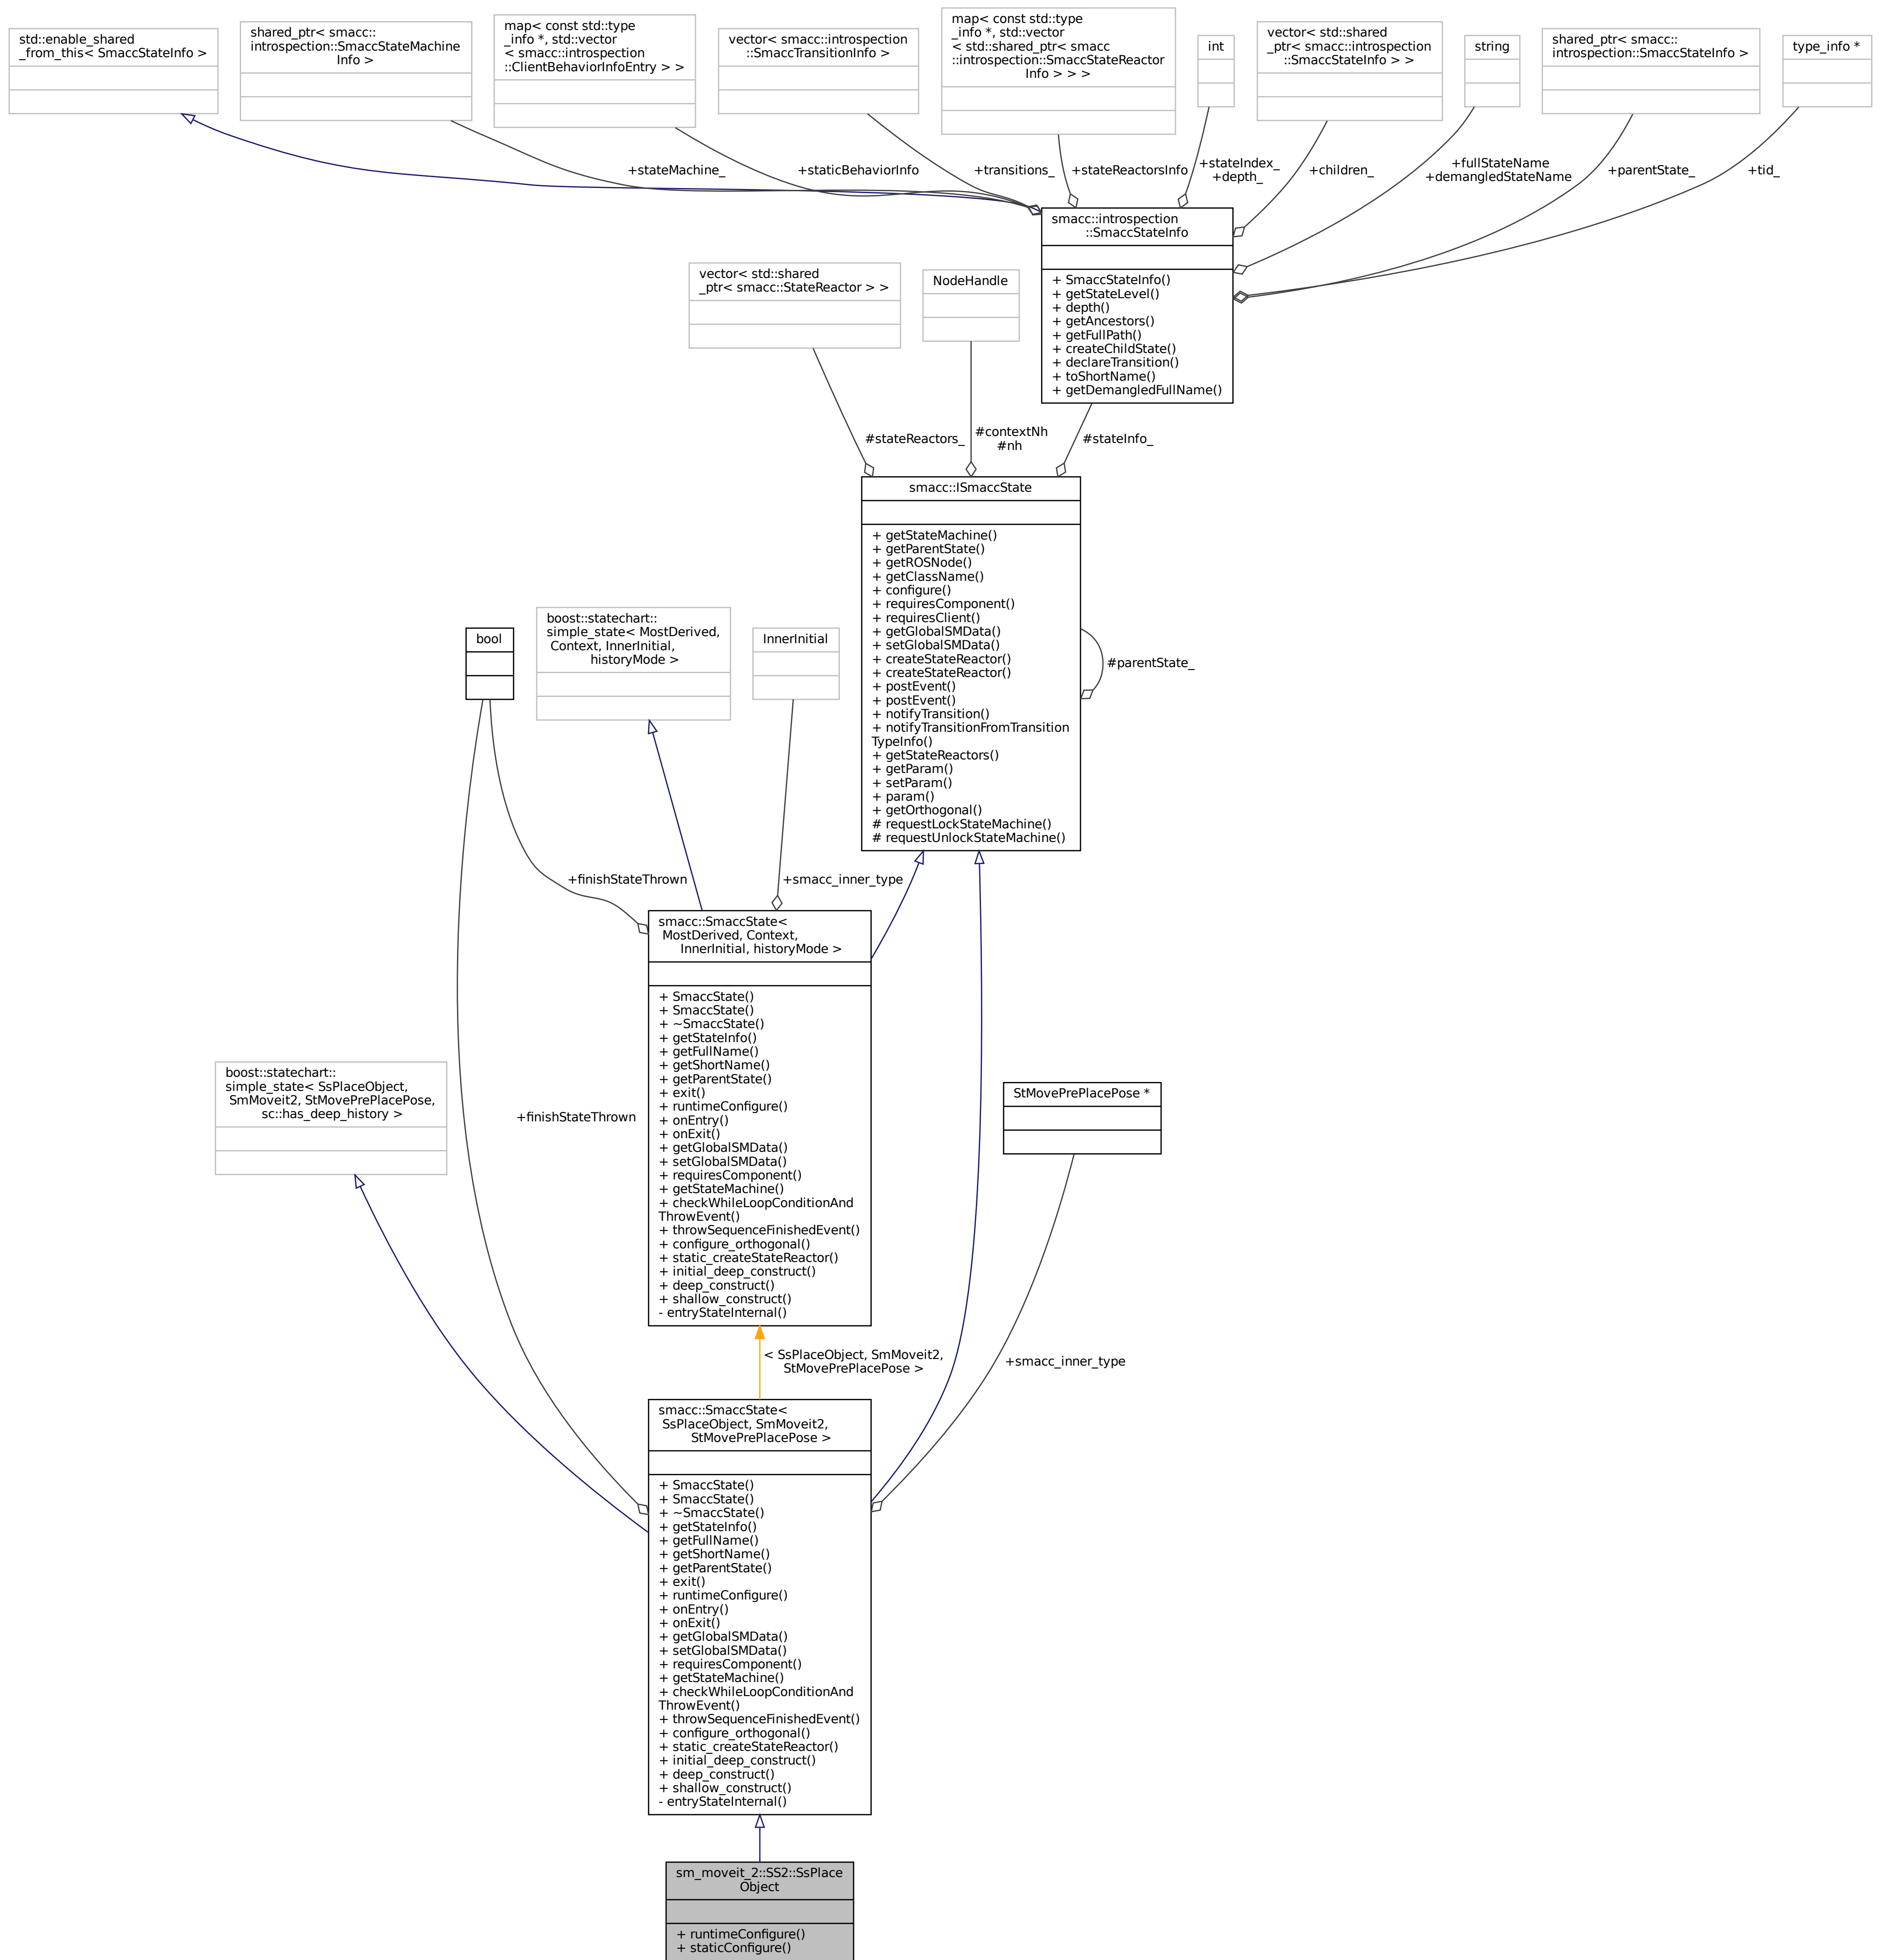 std::enable_shared
_from_this< SmaccStateInfo >
shared_ptr< smacc::
introspection::SmaccStateMachine
Info >
map< const std::type
_info *, std::vector
< smacc::introspection
::ClientBehaviorInfoEntry > >
vector< smacc::introspection
::SmaccTransitionInfo >
map< const std::type
_info *, std::vector
< std::shared_ptr< smacc
::introspection::SmaccStateReactor
Info > > >
int
vector< std::shared
_ptr< smacc::introspection
::SmaccStateInfo > >
string
shared_ptr< smacc::
introspection::SmaccStateInfo >
type_info *
+stateMachine_
+staticBehaviorInfo
+transitions_
+stateReactorsInfo
+stateIndex_
+depth_
+children_
+fullStateName
+demangledStateName
+parentState_
+tid_
smacc::introspection
::SmaccStateInfo
+ SmaccStateInfo()
+ getStateLevel()
+ depth()
+ getAncestors()
+ getFullPath()
+ createChildState()
+ declareTransition()
+ toShortName()
+ getDemangledFullName()
vector< std::shared
_ptr< smacc::StateReactor > >
NodeHandle
#stateReactors_
#contextNh
#nh
#stateInfo_
smacc::ISmaccState
+ getStateMachine()
+ getParentState()
+ getROSNode()
+ getClassName()
+ configure()
+ requiresComponent()
+ requiresClient()
+ getGlobalSMData()
+ setGlobalSMData()
+ createStateReactor()
+ createStateReactor()
+ postEvent()
+ postEvent()
+ notifyTransition()
+ notifyTransitionFromTransition
TypeInfo()
+ getStateReactors()
+ getParam()
+ setParam()
+ param()
+ getOrthogonal()
# requestLockStateMachine()
# requestUnlockStateMachine()
#parentState_
bool
boost::statechart::
simple_state< MostDerived,
Context, InnerInitial,
historyMode >
InnerInitial
+finishStateThrown
+smacc_inner_type
smacc::SmaccState<
MostDerived, Context,
InnerInitial, historyMode >
+ SmaccState()
+ SmaccState()
+ ~SmaccState()
+ getStateInfo()
+ getFullName()
+ getShortName()
+ getParentState()
+ exit()
+ runtimeConfigure()
+ onEntry()
+ onExit()
+ getGlobalSMData()
+ setGlobalSMData()
+ requiresComponent()
+ getStateMachine()
+ checkWhileLoopConditionAnd
ThrowEvent()
+ throwSequenceFinishedEvent()
+ configure_orthogonal()
+ static_createStateReactor()
+ initial_deep_construct()
+ deep_construct()
+ shallow_construct()
- entryStateInternal()
boost::statechart::
simple_state< SsPlaceObject,
SmMoveit2, StMovePrePlacePose,
sc::has_deep_history >
+finishStateThrown
StMovePrePlacePose *
< SsPlaceObject, SmMoveit2,
StMovePrePlacePose >
+smacc_inner_type
smacc::SmaccState<
SsPlaceObject, SmMoveit2,
StMovePrePlacePose >
+ SmaccState()
+ SmaccState()
+ ~SmaccState()
+ getStateInfo()
+ getFullName()
+ getShortName()
+ getParentState()
+ exit()
+ runtimeConfigure()
+ onEntry()
+ onExit()
+ getGlobalSMData()
+ setGlobalSMData()
+ requiresComponent()
+ getStateMachine()
+ checkWhileLoopConditionAnd
ThrowEvent()
+ throwSequenceFinishedEvent()
+ configure_orthogonal()
+ static_createStateReactor()
+ initial_deep_construct()
+ deep_construct()
+ shallow_construct()
- entryStateInternal()
sm_moveit_2::SS2::SsPlace
Object
+ runtimeConfigure()
+ staticConfigure()